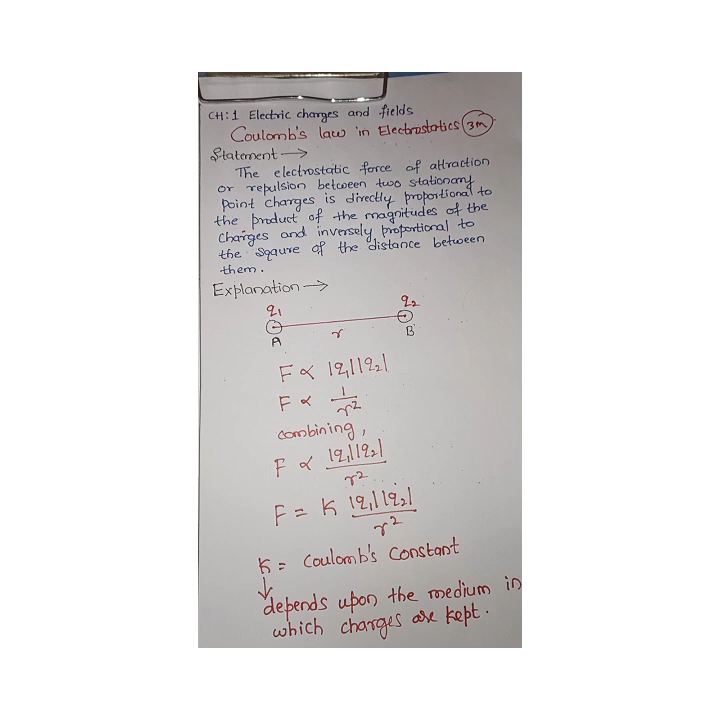 CH:1 Electric charges and fields
Coulomb's law in Electrostatics 3m
Statement →
The electrostatic force of attraction
or repulsion between two stationary
point charges is directly proportional to
the product of the magnitudes of the
charges and inversely proportional to
the sqaure of the distance between
them.
Explanation →
q₁ q₂
A r B
F ∝ |q₁||q₂|
F ∝ 1/r²
combining,
F ∝ |q₁||q₂|/r²
F = K |q₁||q₂|/r²
K = Coulomb's Constant
↓
depends upon the medium in
which charges are kept.